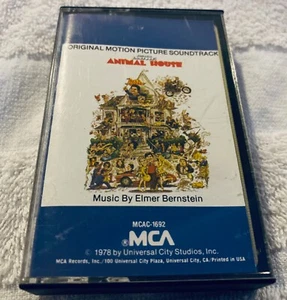 ORIGINAL MOTION PICTURE SOUNDTRACK
ANIMAL HOUSE
Music By Elmer Bernstein
MCAC-1692
MCA
© 1978 by Universal City Studios, Inc.
MCA Records, Inc./100 Universal City Plaza, Universal City, CA/Printed in USA